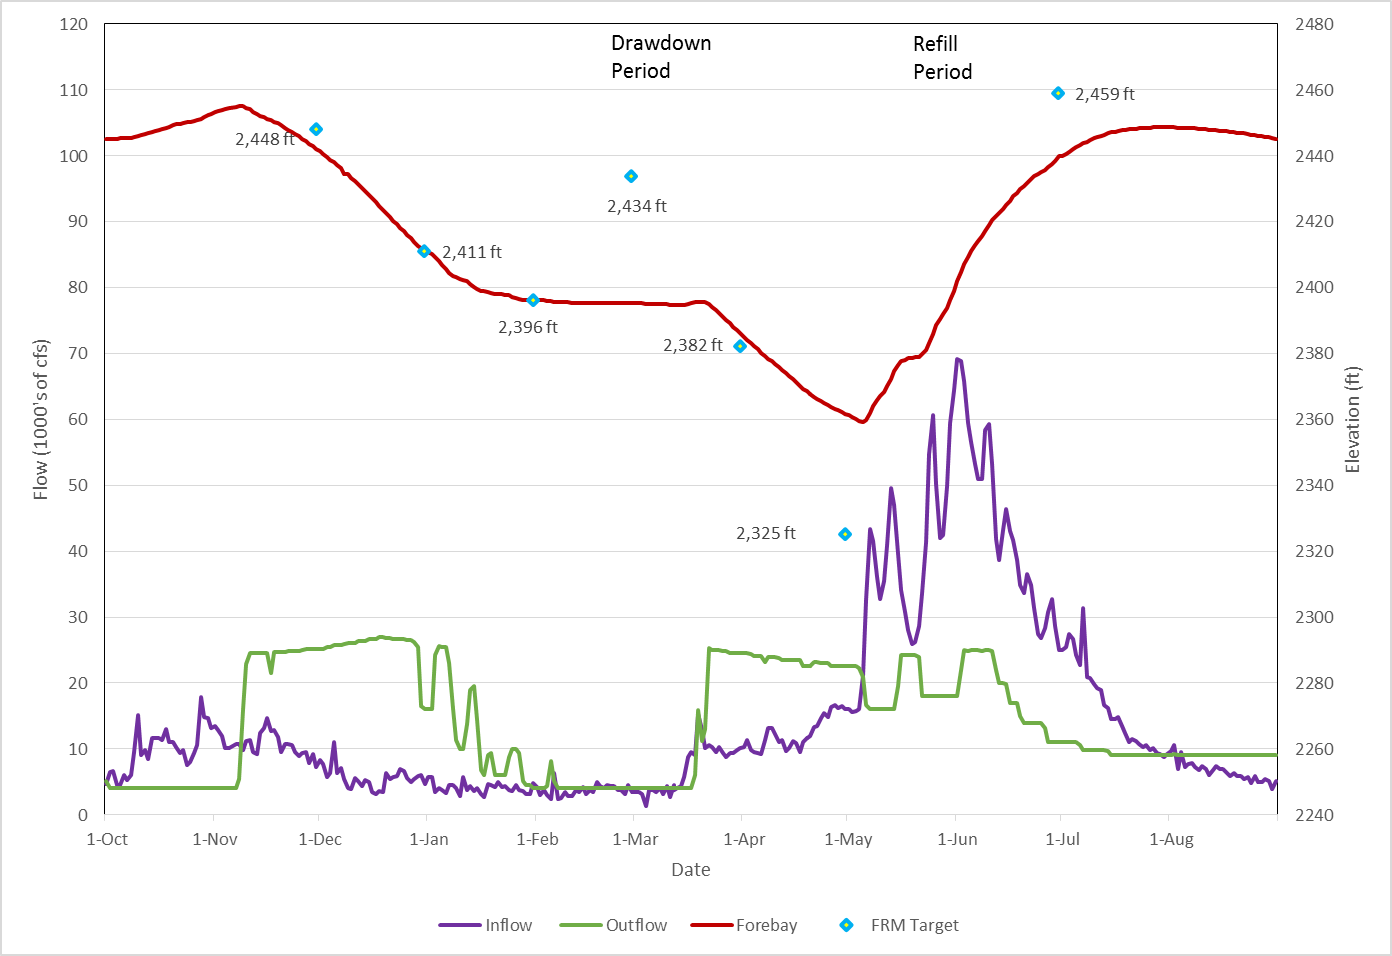 120
110
100
90
80
70
60
50
40
30
20
10
0
Flow (1000's of cfs)
Drawdown
Period
Refill
Period
2,448 ft
2,411 ft
2,396 ft
2,434 ft
2,382 ft
2,325 ft
2,459 ft
2480
2460
2440
2420
2400
2380
2360
2340
2320
2300
2280
2260
2240
Elevation (ft)
1-Oct 1-Nov 1-Dec 1-Jan 1-Feb 1-Mar 1-Apr 1-May 1-Jun 1-Jul 1-Aug
Date
Inflow Outflow Forebay FRM Target